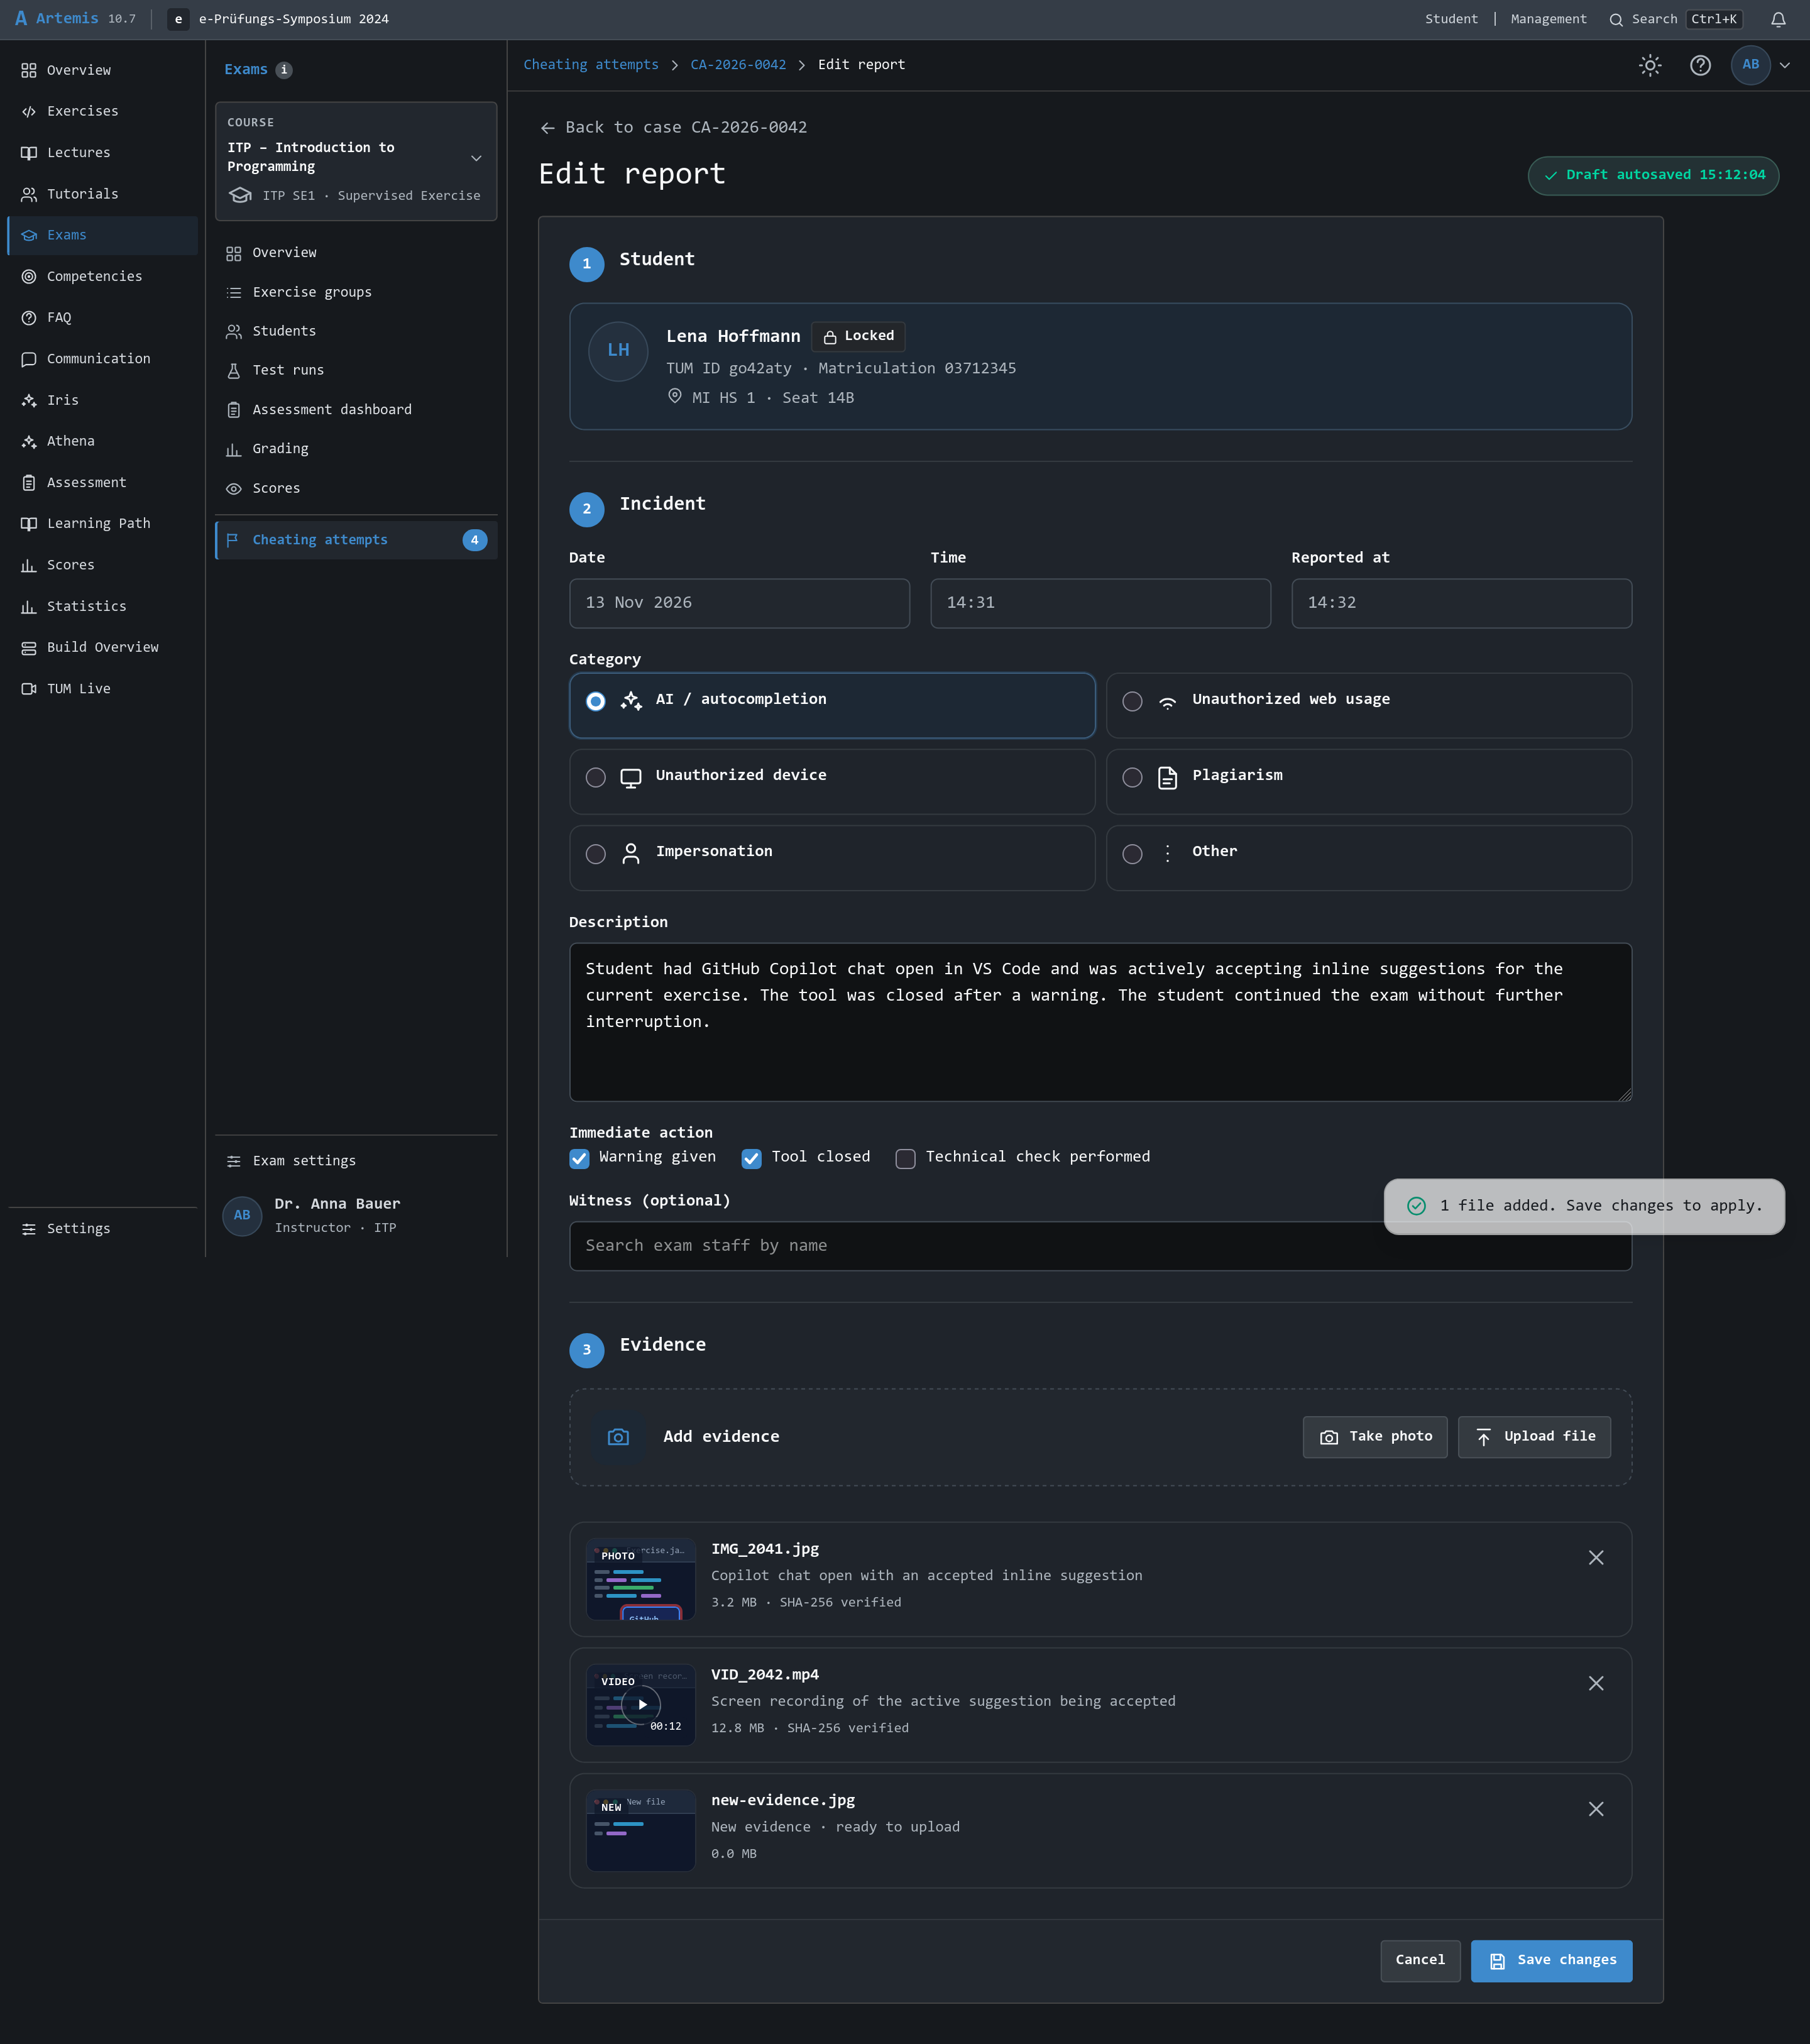 A Artemis 10.7
e e-Prüfungs-Symposium 2024
Student | Management Search Ctrl+K
Overview
Exercises
Lectures
Tutorials
Exams
Competencies
FAQ
Communication
Iris
Athena
Assessment
Learning Path
Scores
Statistics
Build Overview
TUM Live
Settings
Exams i
COURSE
ITP – Introduction to
Programming
ITP SE1 · Supervised Exercise
Overview
Exercise groups
Students
Test runs
Assessment dashboard
Grading
Scores
Cheating attempts 4
Exam settings
AB
Dr. Anna Bauer
Instructor · ITP
Cheating attempts > CA-2026-0042 > Edit report
AB
← Back to case CA-2026-0042
Edit report
Draft autosaved 15:12:04
1 Student
LH
Lena Hoffmann Locked
TUM ID go42aty · Matriculation 03712345
MI HS 1 · Seat 14B
2 Incident
Date Time Reported at
13 Nov 2026 14:31 14:32
Category
AI / autocompletion Unauthorized web usage
Unauthorized device Plagiarism
Impersonation Other
Description
Student had GitHub Copilot chat open in VS Code and was actively accepting inline suggestions for the
current exercise. The tool was closed after a warning. The student continued the exam without further
interruption.
Immediate action
Warning given Tool closed Technical check performed
Witness (optional)
Search exam staff by name
1 file added. Save changes to apply.
3 Evidence
Add evidence Take photo Upload file
PHOTO
GitHub
IMG_2041.jpg
Copilot chat open with an accepted inline suggestion
3.2 MB · SHA-256 verified
VIDEO
00:12
VID_2042.mp4
Screen recording of the active suggestion being accepted
12.8 MB · SHA-256 verified
NEW New file
new-evidence.jpg
New evidence · ready to upload
0.0 MB
Cancel Save changes